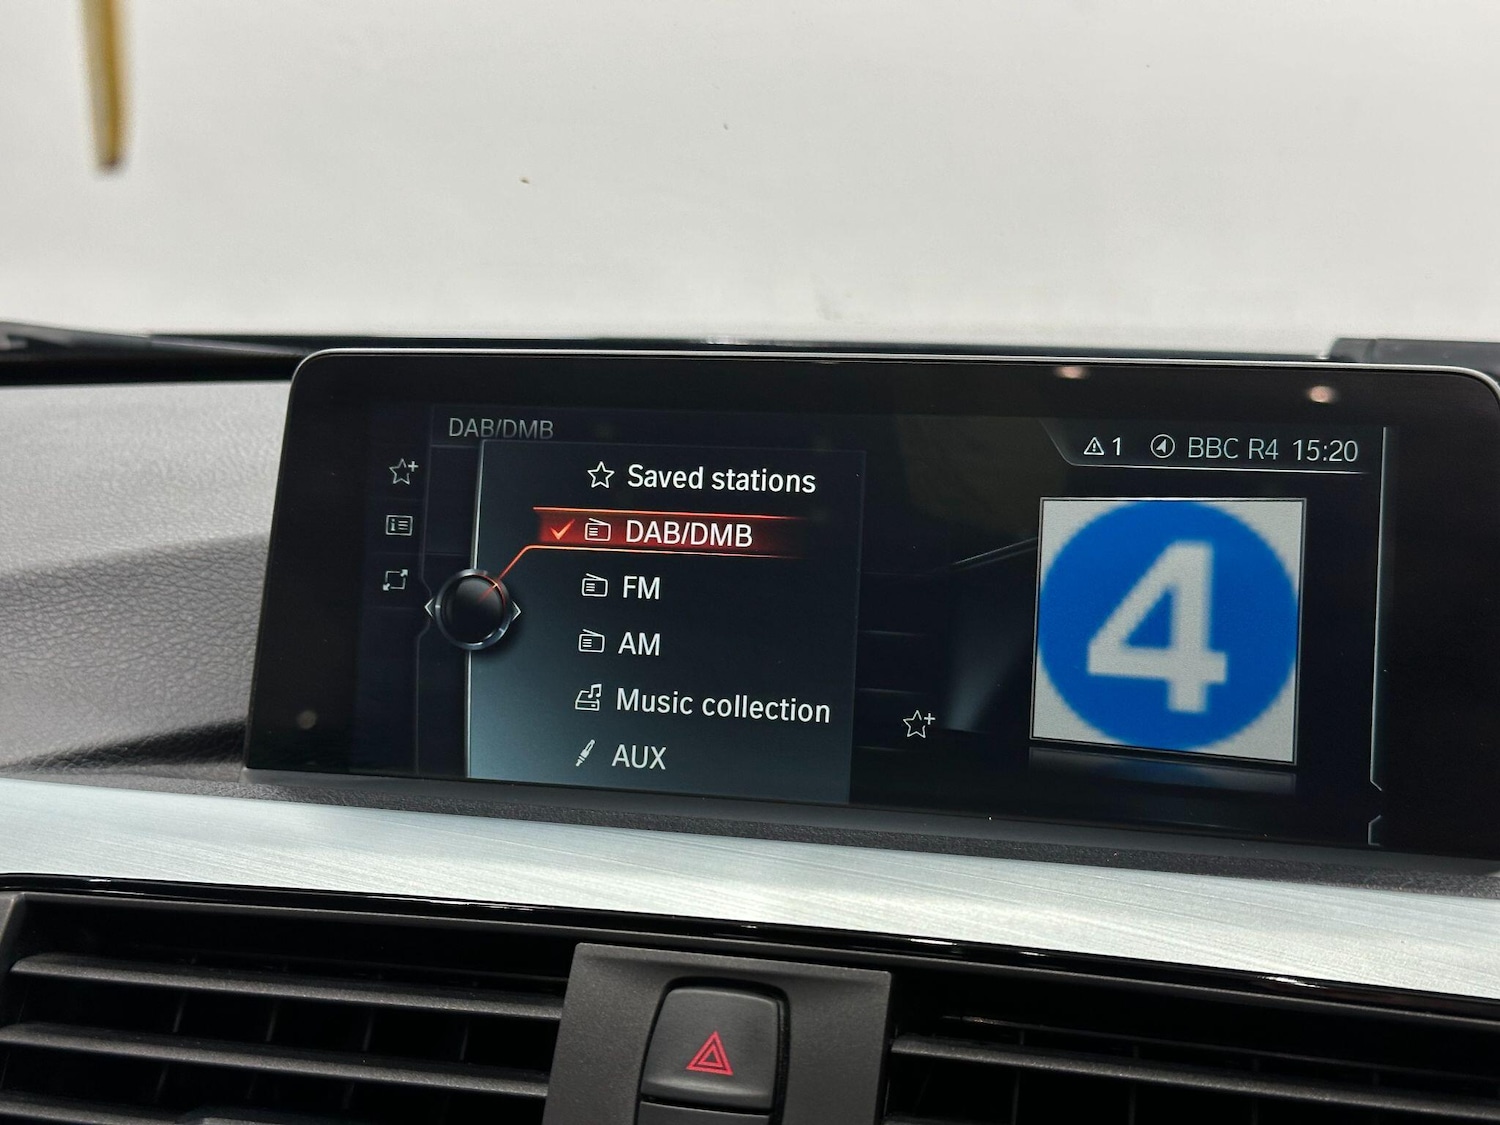 DAB/DMB
1 BBC R4 15:20
Saved stations
DAB/DMB
FM
AM
Music collection
AUX
4